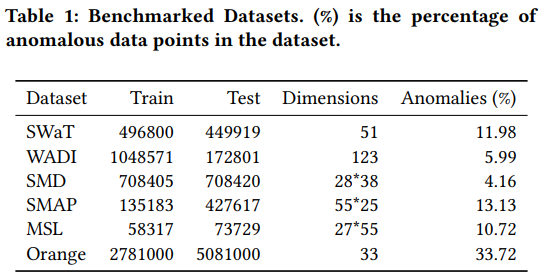 Table 1: Benchmarked Datasets. (%) is the percentage of
anomalous data points in the dataset.
Dataset Train Test Dimensions Anomalies (%)
SWaT 496800 449919 51 11.98
WADI 1048571 172801 123 5.99
SMD 708405 708420 28*38 4.16
SMAP 135183 427617 55*25 13.13
MSL 58317 73729 27*55 10.72
Orange 2781000 5081000 33 33.72